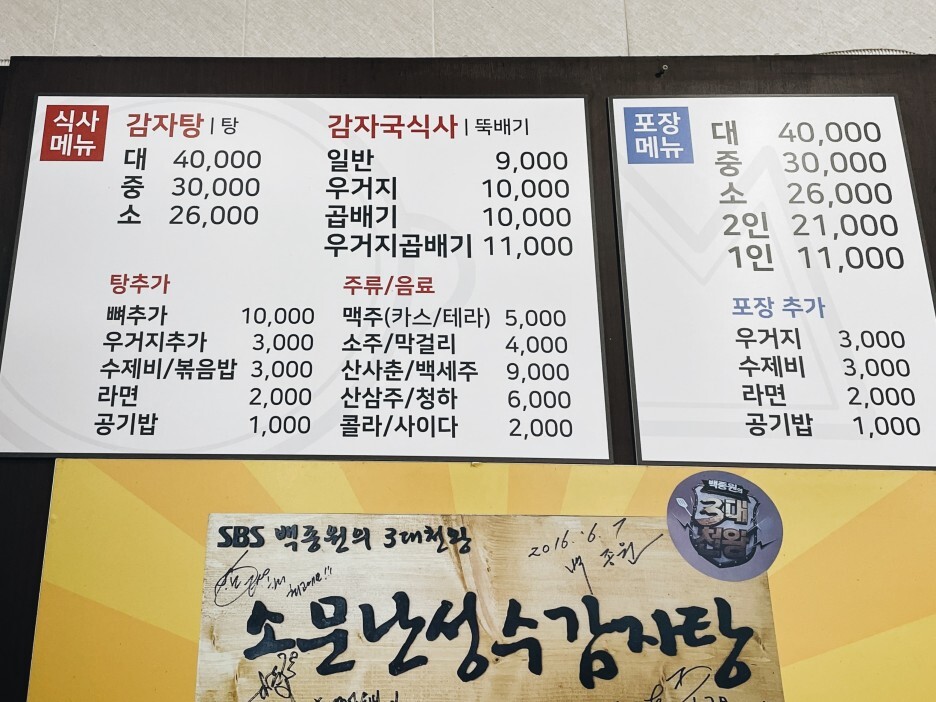 식사
메뉴
감자탕 | 탕
대 40,000
중 30,000
소 26,000
감자국식사 | 뚝배기
일반 9,000
우거지 10,000
곱배기 10,000
우거지곱배기 11,000
탕추가
뼈추가 10,000
우거지추가 3,000
수제비/볶음밥 3,000
라면 2,000
공기밥 1,000
주류/음료
맥주(카스/테라) 5,000
소주/막걸리 4,000
산사춘/백세주 9,000
산삼주/청하 6,000
콜라/사이다 2,000
포장
메뉴
대 40,000
중 30,000
소 26,000
2인 21,000
1인 11,000
포장 추가
우거지 3,000
수제비 3,000
라면 2,000
공기밥 1,000
백종원의
3대
천왕
SBS 백종원의 3대천왕
2016.6.7
백종원
소문난성수감자탕